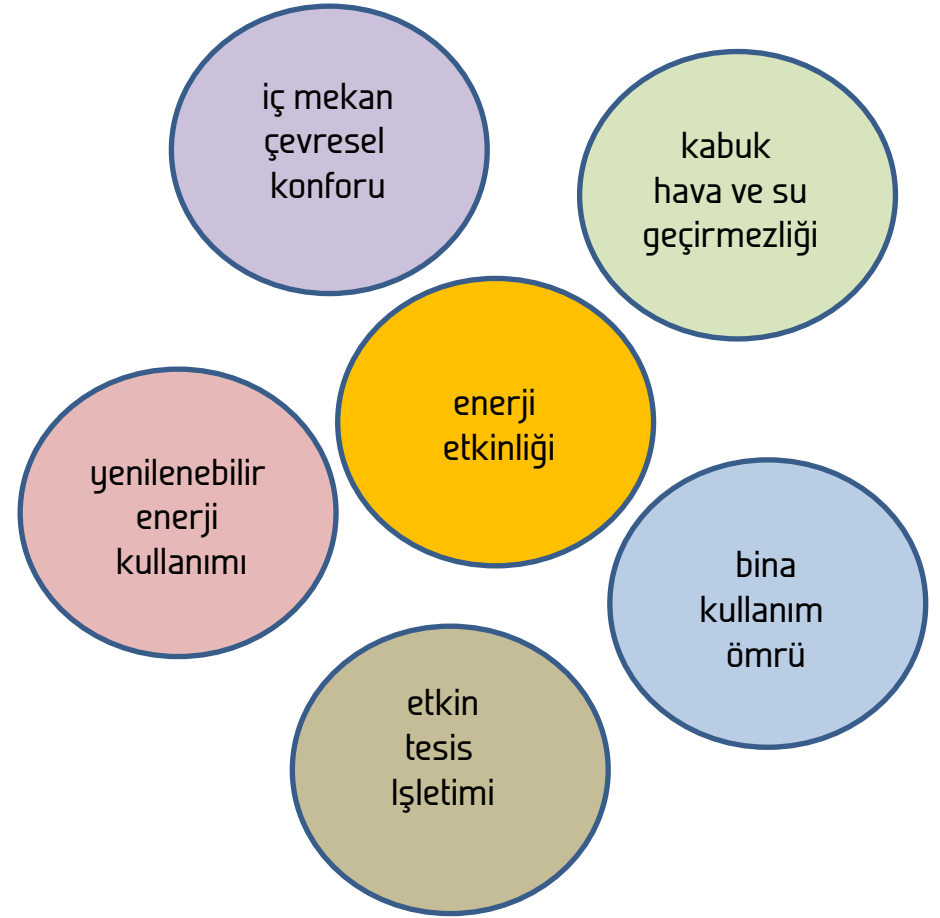 iç mekan
çevresel
konforu
kabuk
hava ve su
geçirmezliği
enerji
etkinliği
yenilenebilir
enerji
kullanımı
bina
kullanım
ömrü
etkin
tesis
Işletimi